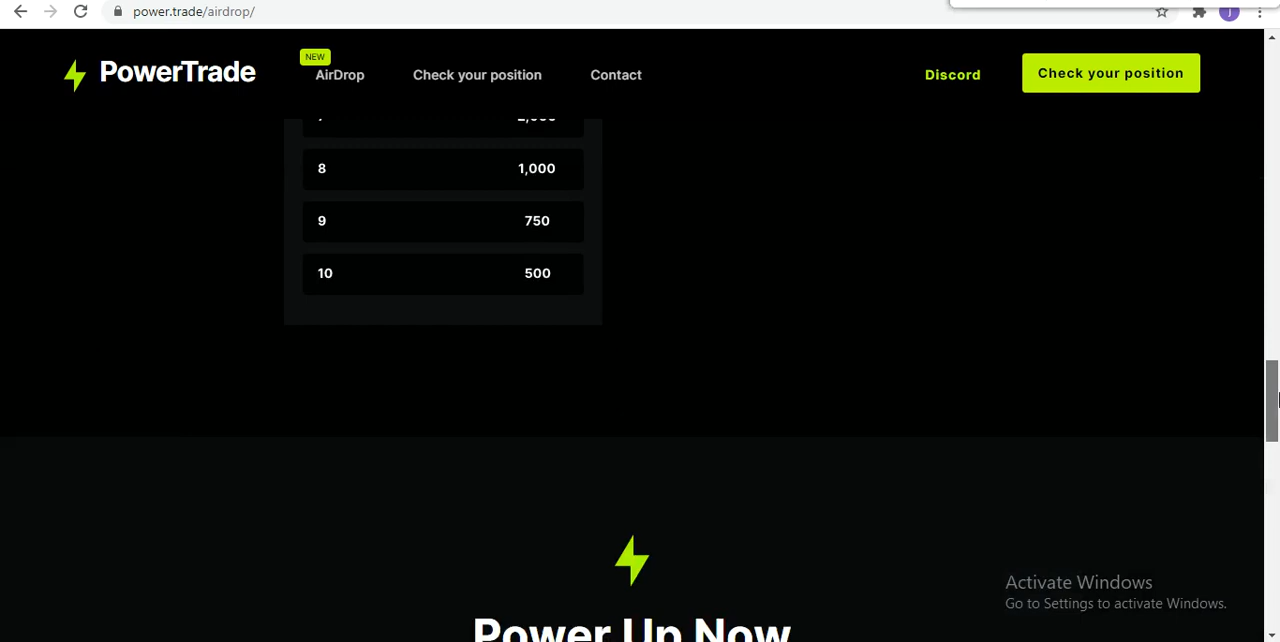 power.trade/airdrop/
J
NEW
PowerTrade
AirDrop
Check your position
Contact
Discord
Check your position
8 1,000
9 750
10 500
Power Up Now
Activate Windows
Go to Settings to activate Windows.